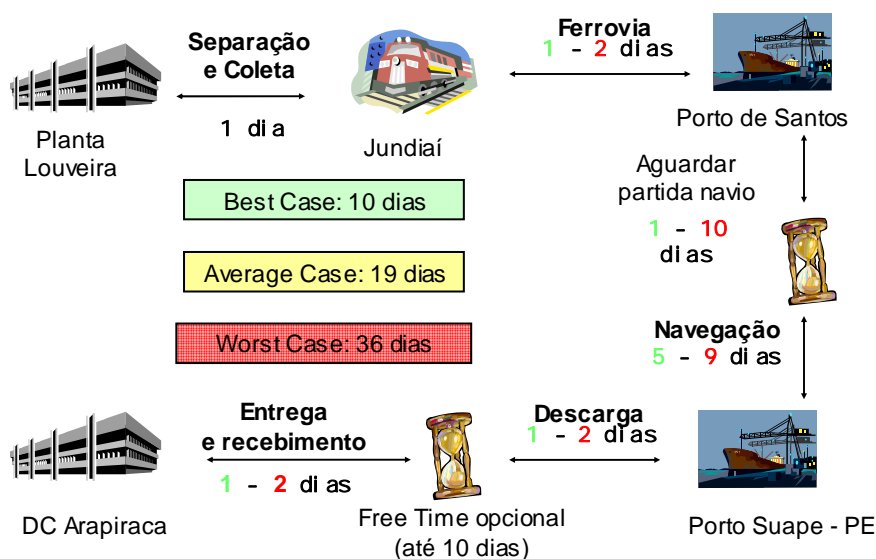 Separação
e Coleta
1 dia
Planta
Louveira
Jundiaí
Ferrovia
1 - 2 dias
Porto de Santos
Aguardar
partida navio
1 - 10
dias
Best Case: 10 dias
Average Case: 19 dias
Worst Case: 36 dias
Navegação
5 - 9 dias
Porto Suape - PE
Descarga
1 - 2 dias
Free Time opcional
(até 10 dias)
Entrega
e recebimento
1 - 2 dias
DC Arapiraca